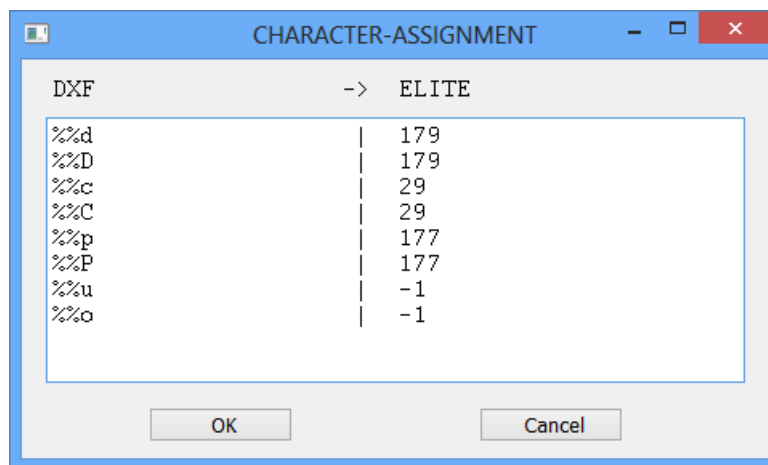 CHARACTER-ASSIGNMENT
DXF -> ELITE
%%d | 179
%%D | 179
%%c | 29
%%C | 29
%%p | 177
%%P | 177
%%u | -1
%%o | -1
OK Cancel